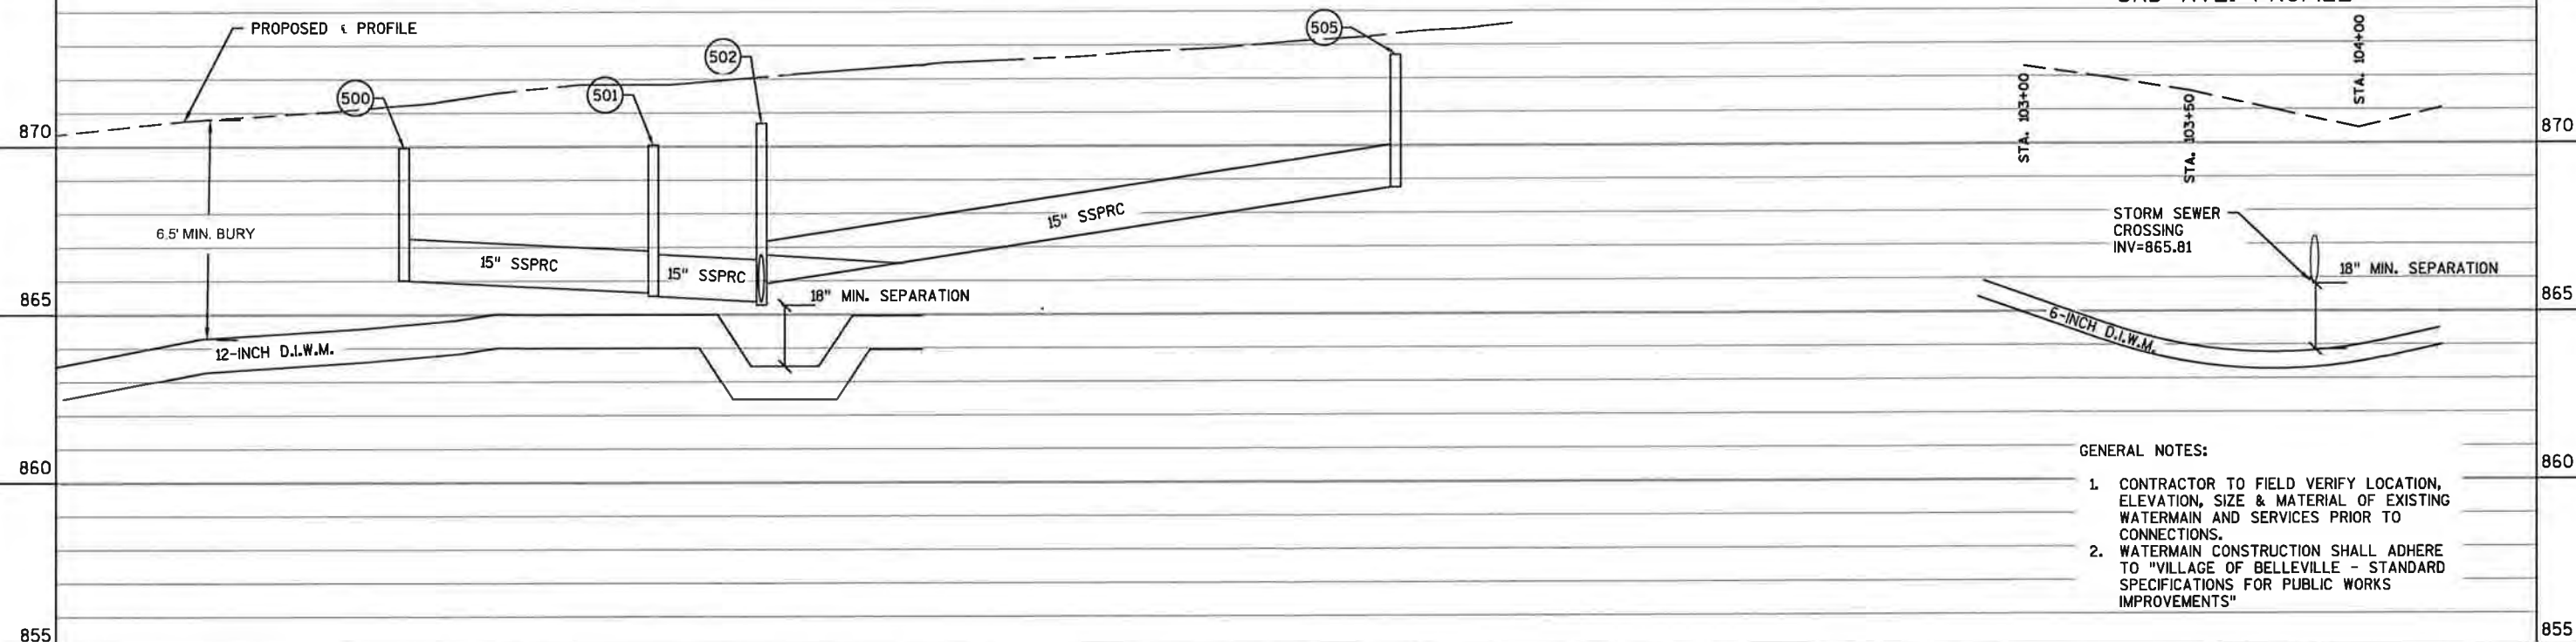 PROPOSED ℄ PROFILE
500
501
502
505
870
865
860
855
6.5' MIN. BURY
12-INCH D.I.W.M.
15" SSPRC
15" SSPRC
15" SSPRC
18" MIN. SEPARATION
STA. 103+00
STA. 103+50
STA. 104+00
STORM SEWER
CROSSING
INV=865.81
18" MIN. SEPARATION
6-INCH D.I.W.M.
870
865
860
855
GENERAL NOTES:
1. CONTRACTOR TO FIELD VERIFY LOCATION,
ELEVATION, SIZE & MATERIAL OF EXISTING
WATERMAIN AND SERVICES PRIOR TO
CONNECTIONS.
2. WATERMAIN CONSTRUCTION SHALL ADHERE
TO "VILLAGE OF BELLEVILLE - STANDARD
SPECIFICATIONS FOR PUBLIC WORKS
IMPROVEMENTS"